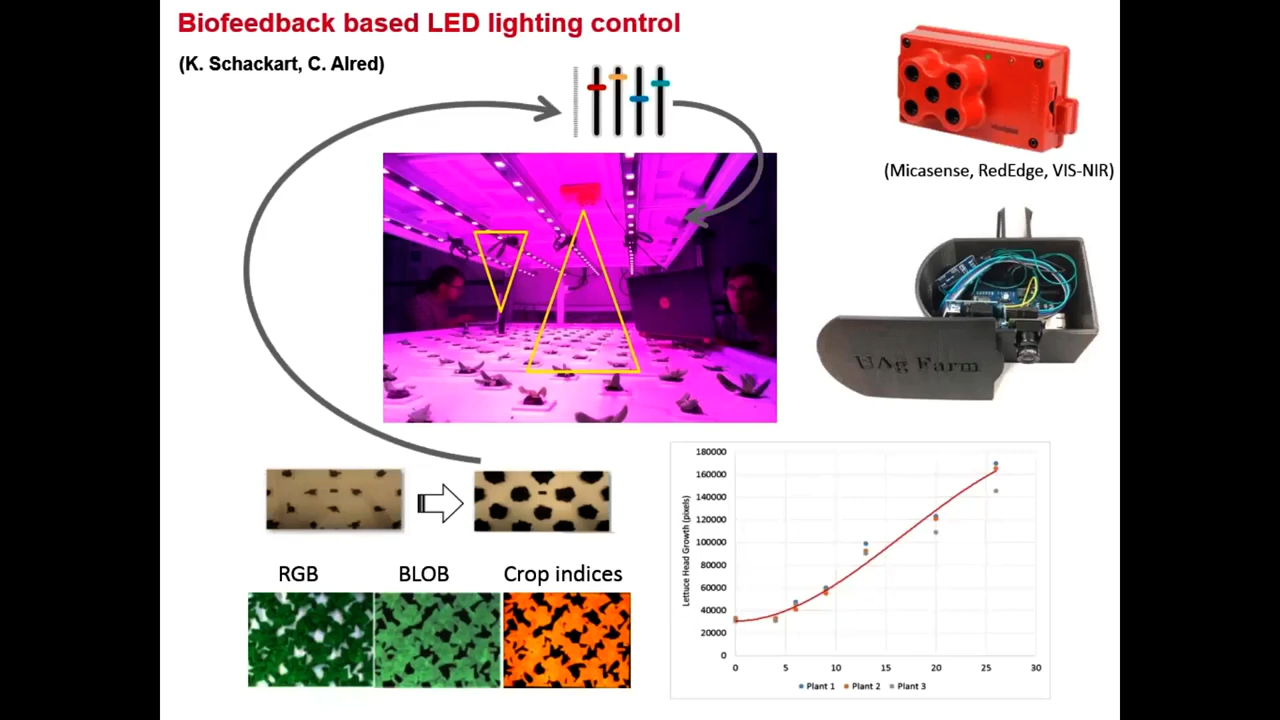 Biofeedback based LED lighting control
(K. Schackart, C. Alred)
(Micasense, RedEdge, VIS-NIR)
UAg Farm
RGB
BLOB
Crop indices
Lettuce Head Growth (pixels)
180000
160000
140000
120000
100000
80000
60000
40000
20000
0
0 5 10 15 20 25 30
Plant 1 Plant 2 Plant 3